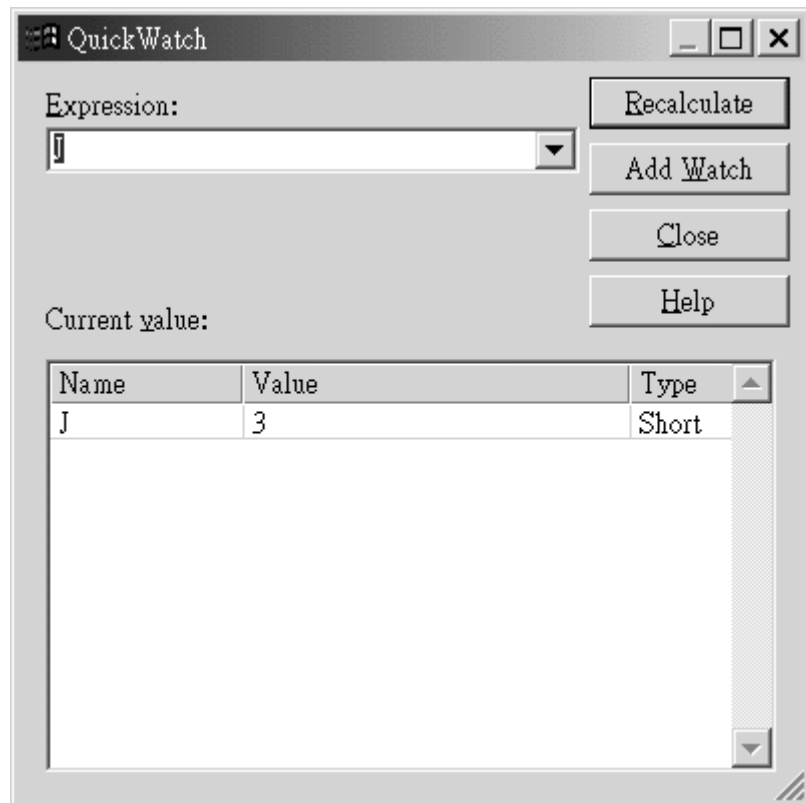 QuickWatch
Expression:
J
Recalculate
Add Watch
Close
Help
Current value:
Name Value Type
J 3 Short